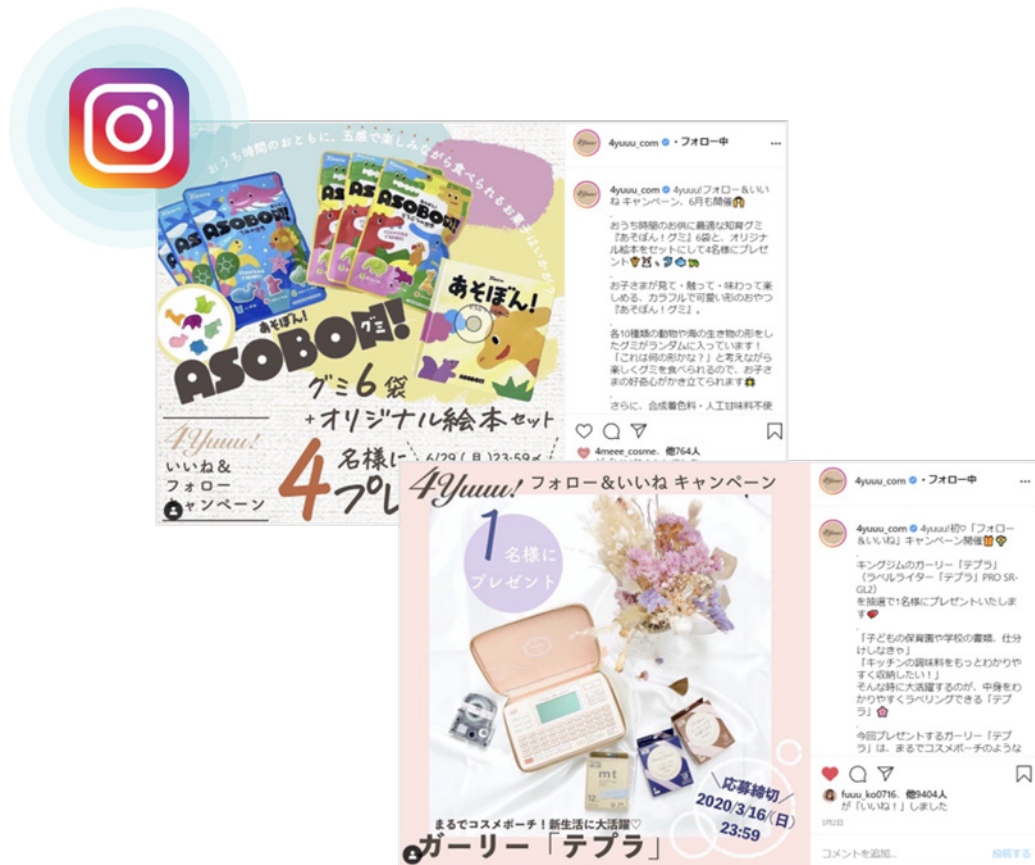 おうち時間のおともに、五感で楽しみながら食べられるお菓子はいかが？
Kanro
ASOBON!
ASOBON!
あそぼん!
あそぼん!
ASOBON!
グミ
グミ6袋
+オリジナル絵本セット
4yuuu!
いいね＆
フォロー
キャンペーン
4名様に
プレ
6/29(月)23:59〆
4yuuu_com・フォロー中
4yuuu_com 4yuuu!フォロー＆いい
ね キャンペーン、6月も開催
.
おうち時間のお供に最適な知育グミ
『あそぼん！グミ』6袋と、オリジナ
ル絵本をセットにして4名様にプレゼ
ント
.
お子さまが見て・触って・味わって楽
しめる、カラフルで可愛い形のおやつ
『あそぼん！グミ』。
.
各10種類の動物や海の生き物の形をし
たグミがランダムに入っています！
「これは何の形かな？」と考えながら
楽しくグミを食べられるので、お子さ
まの好奇心がかき立てられます
.
さらに、合成着色料・人工甘味料不使
4meee_cosme、他764人
4yuuu! フォロー＆いいね キャンペーン
1名様に
プレゼント
mt
＼応募締切／
2020/3/16/(日)
23:59
まるでコスメポーチ！新生活に大活躍♡
ガーリー「テプラ」
4yuuu_com・フォロー中
4yuuu_com 4yuuu!初♡「フォロー
＆いいね」キャンペーン開催
.
キングジムのガーリー「テプラ」
（ラベルライター「テプラ」PRO SR-
GL2）
を抽選で1名様にプレゼントいたしま
す
.
「子どもの保育園や学校の書類、仕分
けしなきゃ」
「キッチンの調味料をもっとわかりや
すく収納したい！」
そんな時に大活躍するのが、中身をわ
かりやすくラベリングできる「テプ
ラ」
.
今回プレゼントするガーリー「テプ
ラ」は、まるでコスメポーチのような
fuuu_ko0716、他9404人
が「いいね！」しました
3月2日
コメントを追加...
投稿する